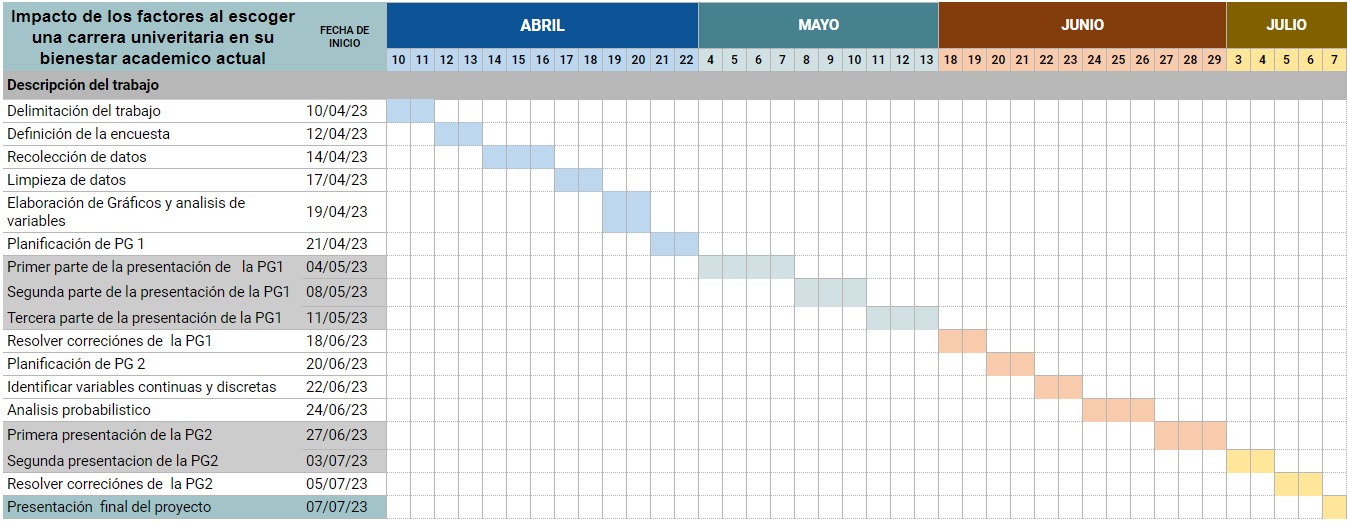 Impacto de los factores al escoger
una carrera univeritaria en su
bienestar academico actual
FECHA DE
INICIO
ABRIL MAYO JUNIO JULIO
10 11 12 13 14 15 16 17 18 19 20 21 22 4 5 6 7 8 9 10 11 12 13 18 19 20 21 22 23 24 25 26 27 28 29 3 4 5 6 7
Descripción del trabajo
Delimitación del trabajo 10/04/23
Definición de la encuesta 12/04/23
Recolección de datos 14/04/23
Limpieza de datos 17/04/23
Elaboración de Gráficos y analisis de
variables 19/04/23
Planificación de PG 1 21/04/23
Primer parte de la presentación de la PG1 04/05/23
Segunda parte de la presentación de la PG1 08/05/23
Tercera parte de la presentación de la PG1 11/05/23
Resolver correciónes de la PG1 18/06/23
Planificación de PG 2 20/06/23
Identificar variables continuas y discretas 22/06/23
Analisis probabilistico 24/06/23
Primera presentación de la PG2 27/06/23
Segunda presentacion de la PG2 03/07/23
Resolver correciónes de la PG2 05/07/23
Presentación final del proyecto 07/07/23